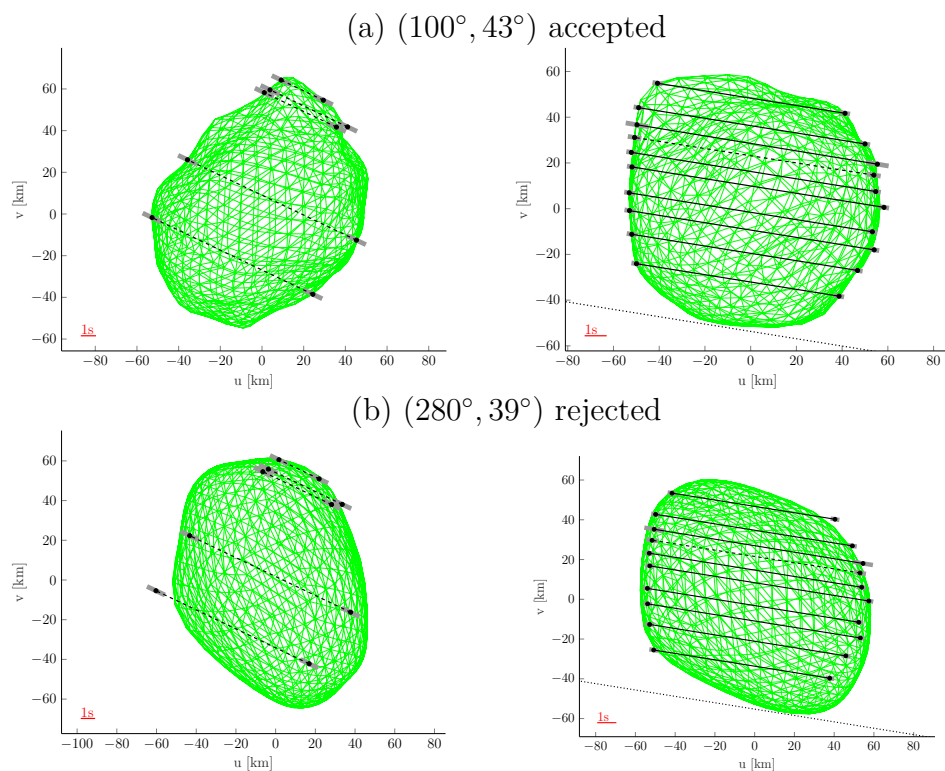 (a) (100°, 43°) accepted
60
40
20
0
−20
−40
−60
v [km]
1s
−80 −60 −40 −20 0 20 40 60 80
u [km]
60
40
20
0
−20
−40
−60
v [km]
1s
−80 −60 −40 −20 0 20 40 60 80
u [km]
(b) (280°, 39°) rejected
60
40
20
0
−20
−40
−60
v [km]
1s
−100 −80 −60 −40 −20 0 20 40 60 80
u [km]
60
40
20
0
−20
−40
−60
v [km]
1s
−80 −60 −40 −20 0 20 40 60 80
u [km]